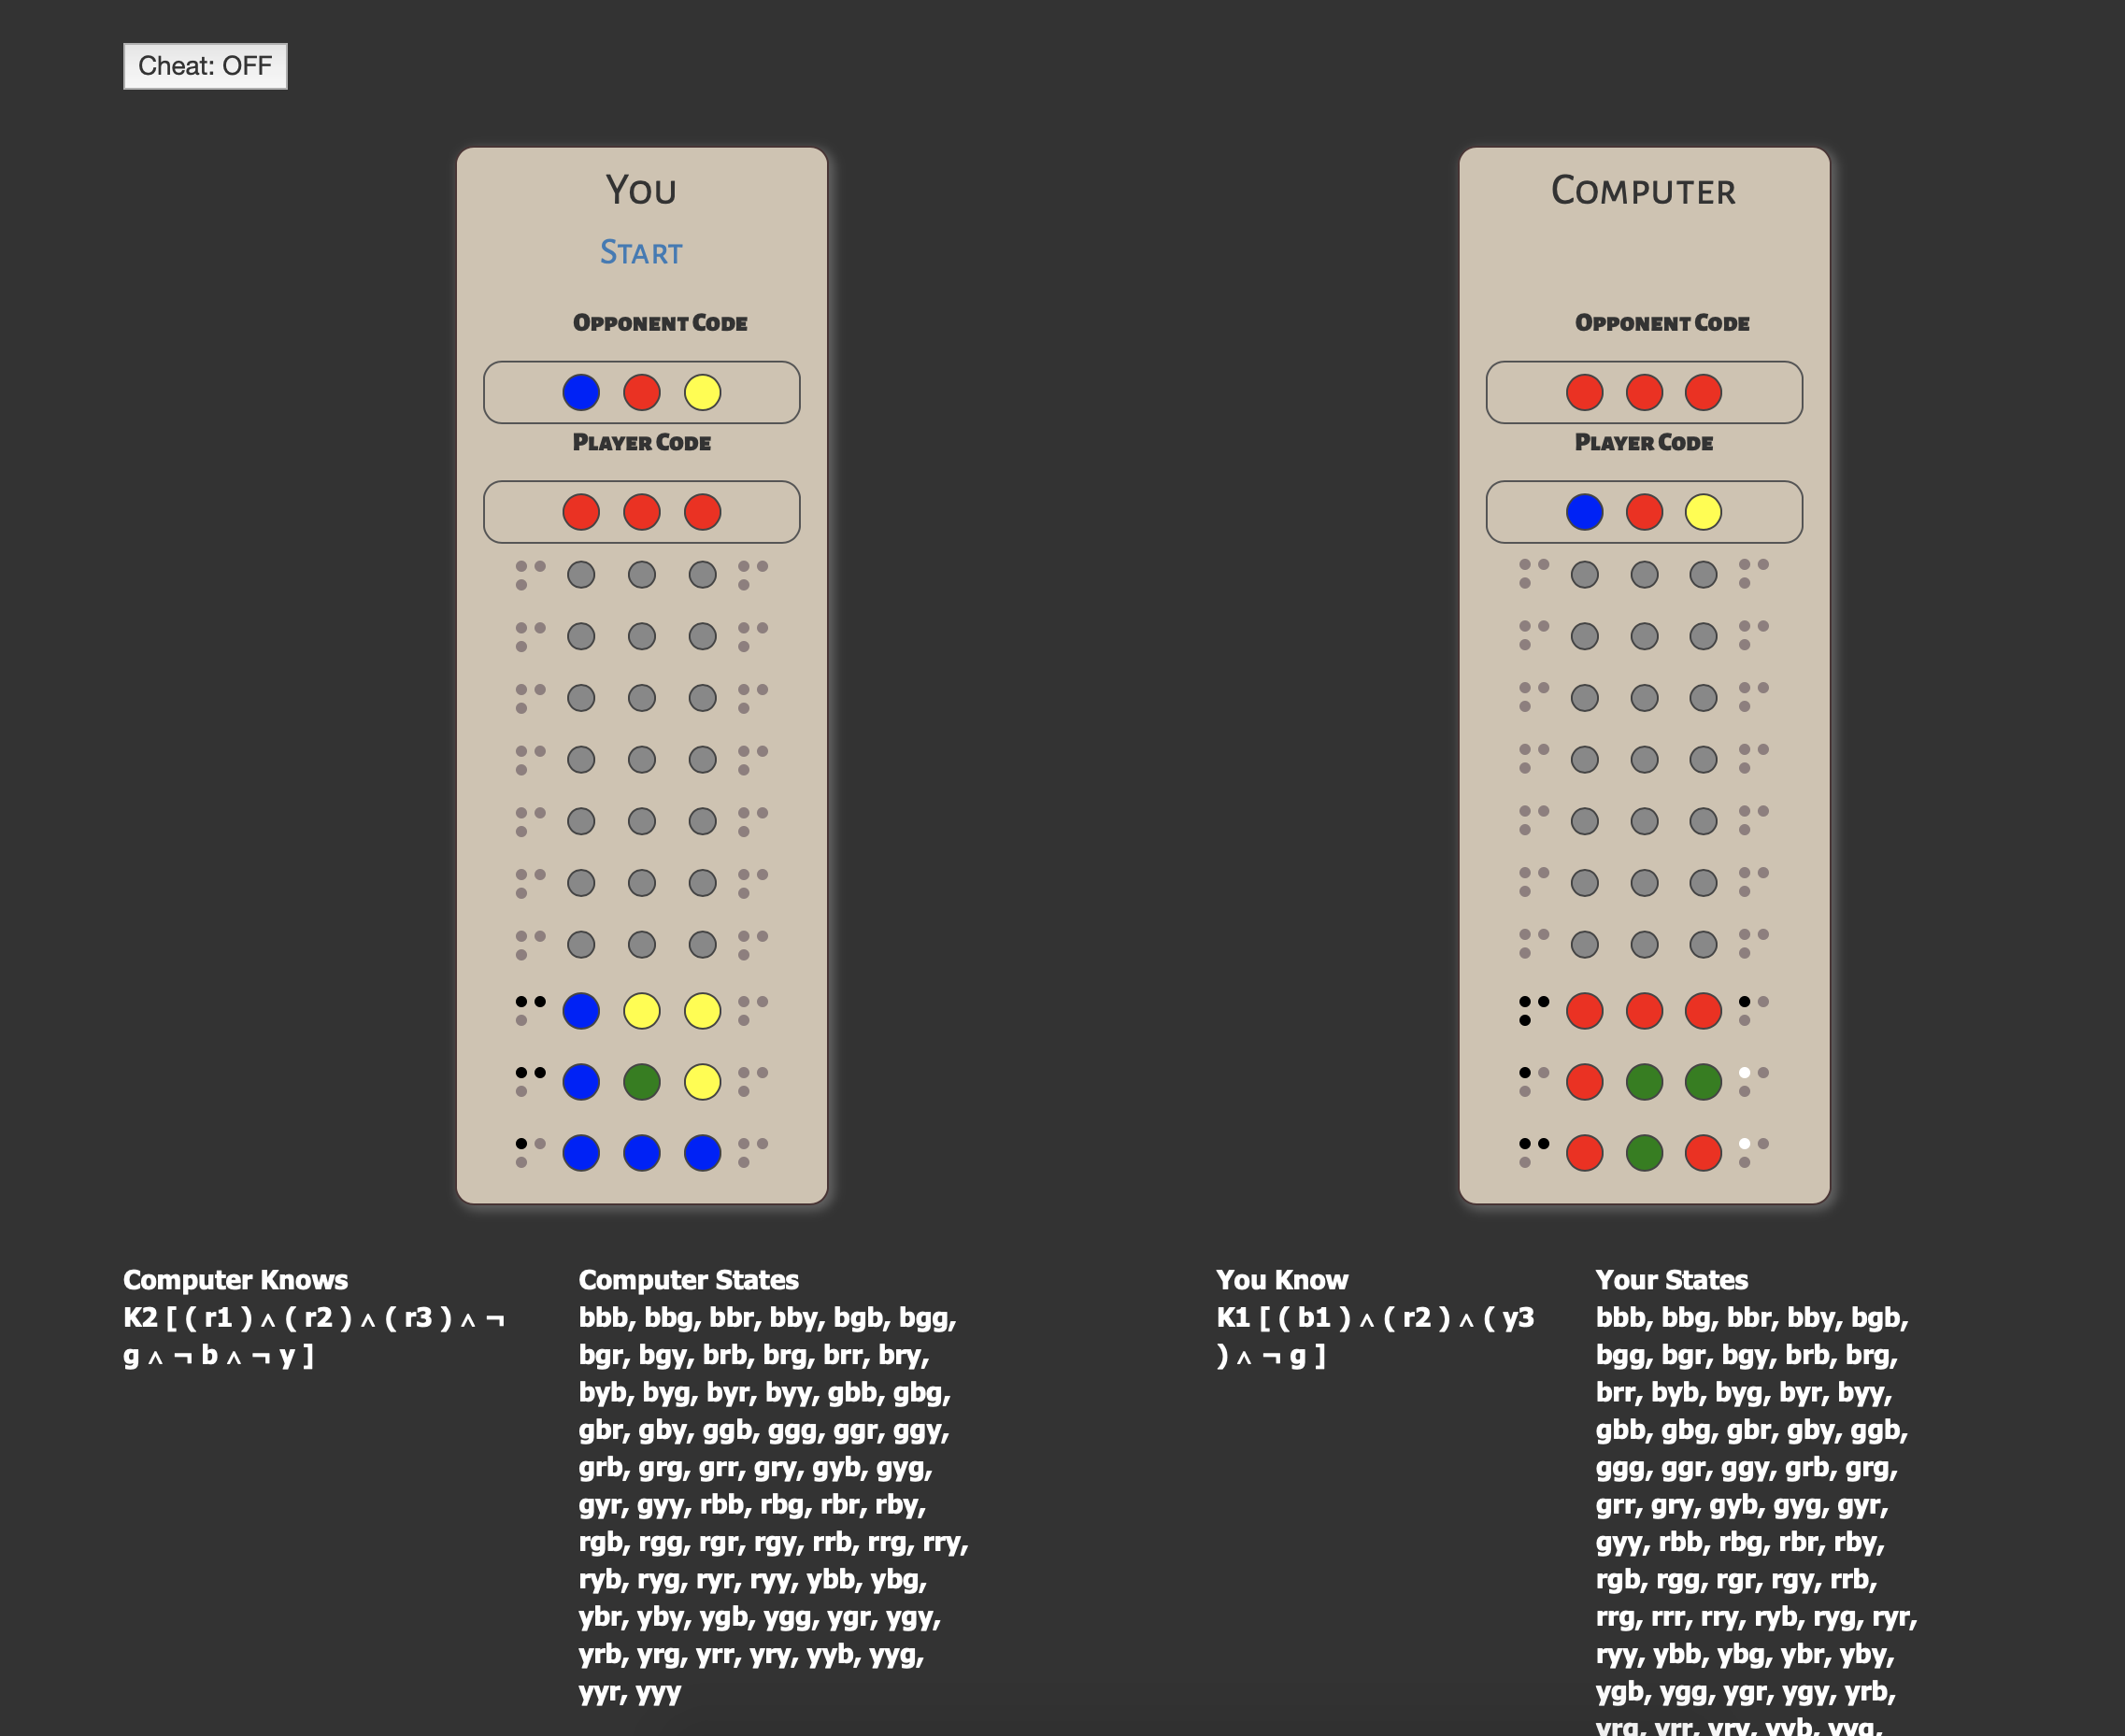 Cheat: OFF
You
Start
Opponent Code
Player Code
Computer
Opponent Code
Player Code
Computer Knows
K2 [ ( r1 ) ∧ ( r2 ) ∧ ( r3 ) ∧ ¬
g ∧ ¬ b ∧ ¬ y ]
Computer States
bbb, bbg, bbr, bby, bgb, bgg,
bgr, bgy, brb, brg, brr, bry,
byb, byg, byr, byy, gbb, gbg,
gbr, gby, ggb, ggg, ggr, ggy,
grb, grg, grr, gry, gyb, gyg,
gyr, gyy, rbb, rbg, rbr, rby,
rgb, rgg, rgr, rgy, rrb, rrg, rry,
ryb, ryg, ryr, ryy, ybb, ybg,
ybr, yby, ygb, ygg, ygr, ygy,
yrb, yrg, yrr, yry, yyb, yyg,
yyr, yyy
You Know
K1 [ ( b1 ) ∧ ( r2 ) ∧ ( y3
) ∧ ¬ g ]
Your States
bbb, bbg, bbr, bby, bgb,
bgg, bgr, bgy, brb, brg,
brr, byb, byg, byr, byy,
gbb, gbg, gbr, gby, ggb,
ggg, ggr, ggy, grb, grg,
grr, gry, gyb, gyg, gyr,
gyy, rbb, rbg, rbr, rby,
rgb, rgg, rgr, rgy, rrb,
rrg, rrr, rry, ryb, ryg, ryr,
ryy, ybb, ybg, ybr, yby,
ygb, ygg, ygr, ygy, yrb,
yrg, yrr, yry, yyb, yyg,